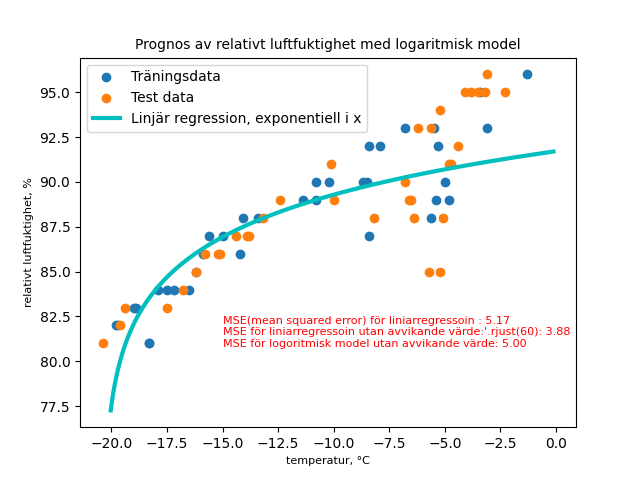 Prognos av relativt luftfuktighet med logaritmisk model
Träningsdata
Test data
Linjär regression, exponentiell i x
95.0
92.5
90.0
87.5
85.0
82.5
80.0
77.5
relativt luftfuktighet, %
MSE(mean squared error) för liniarregressoin : 5.17
MSE för liniarregressoin utan avvikande värde:'.rjust(60): 3.88
MSE för logoritmisk model utan avvikande värde: 5.00
−20.0 −17.5 −15.0 −12.5 −10.0 −7.5 −5.0 −2.5 0.0
temperatur, °C